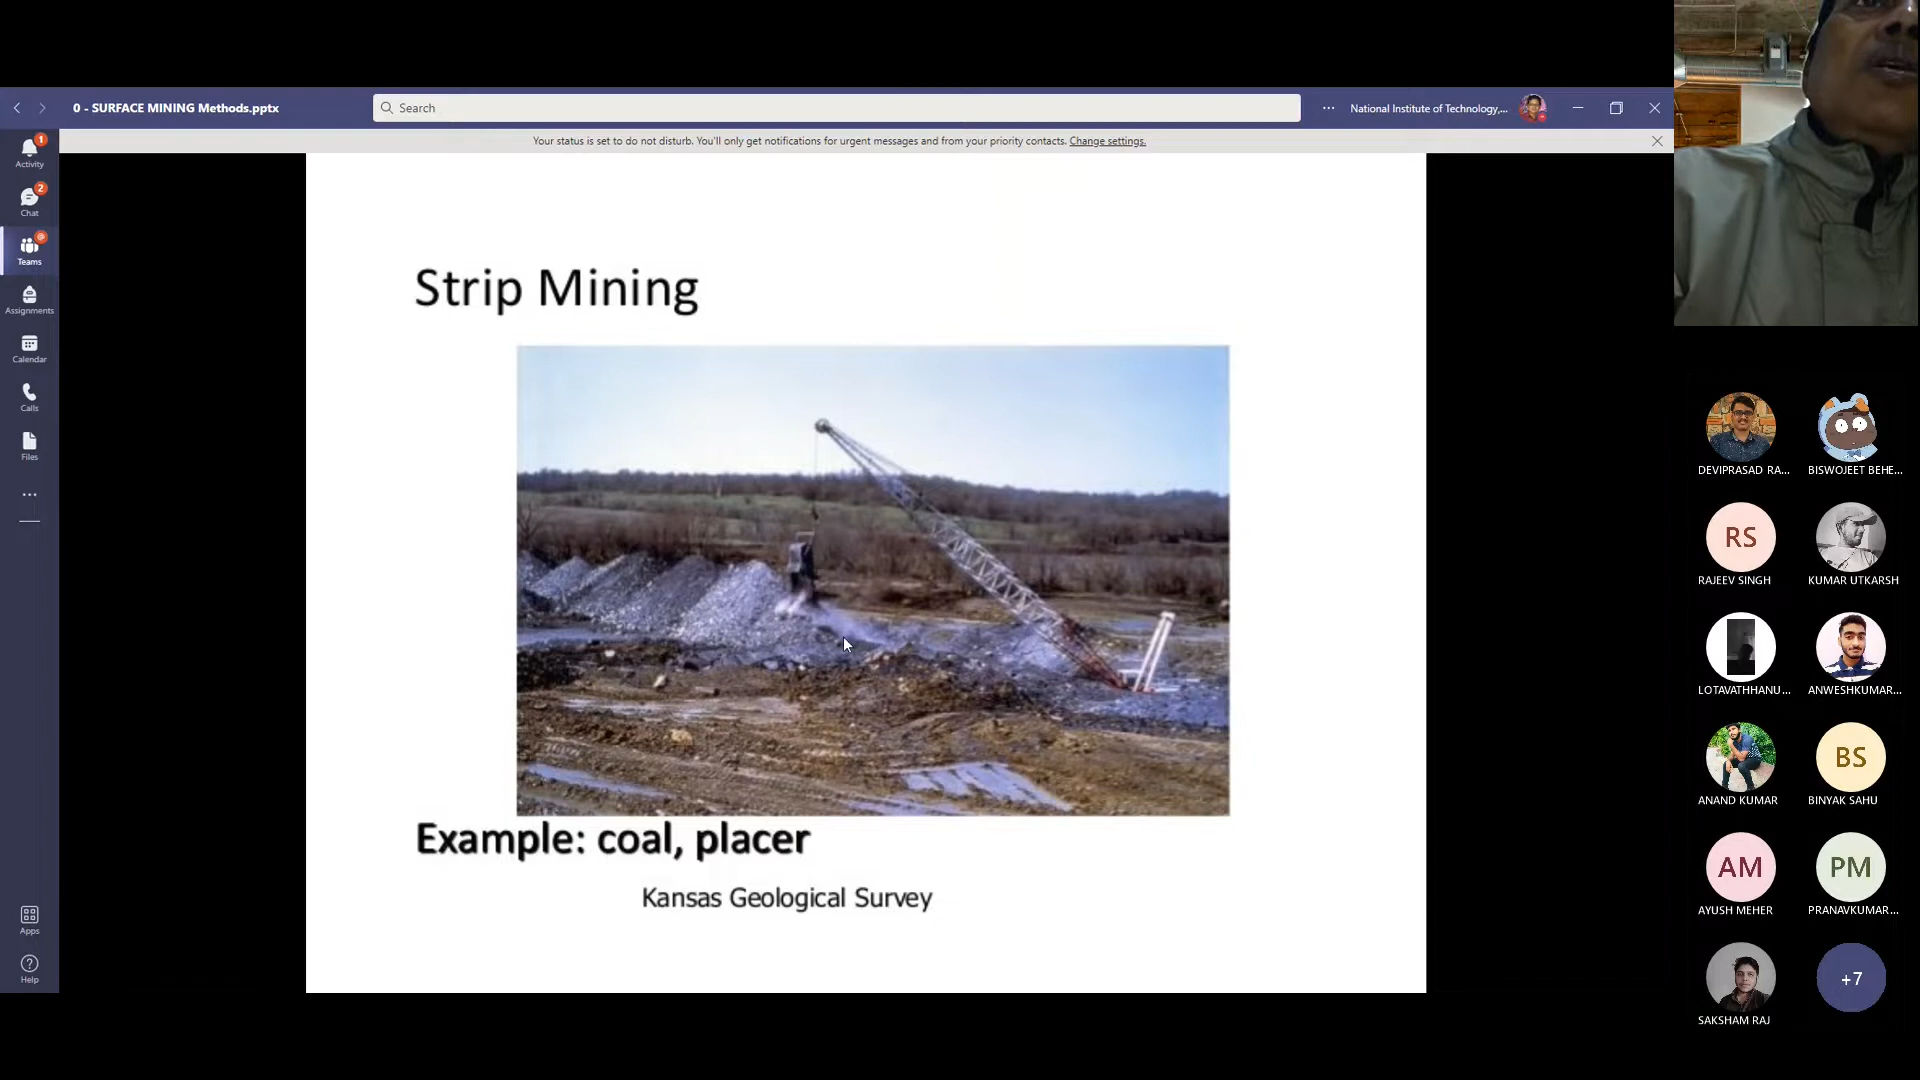 0 - SURFACE MINING Methods.pptx
Search
National Institute of Technology,...
Your status is set to do not disturb. You'll only get notifications for urgent messages and from your priority contacts. Change settings.
1
Activity
2
Chat
@
Teams
Assignments
Calendar
Calls
Files
Apps
Help
Strip Mining
Example: coal, placer
Kansas Geological Survey
DEVIPRASAD RA...
BISWOJEET BEHE...
RS
RAJEEV SINGH
KUMAR UTKARSH
LOTAVATHHANU...
ANWESHKUMAR...
ANAND KUMAR
BS
BINYAK SAHU
AM
AYUSH MEHER
PM
PRANAVKUMAR...
SAKSHAM RAJ
+7